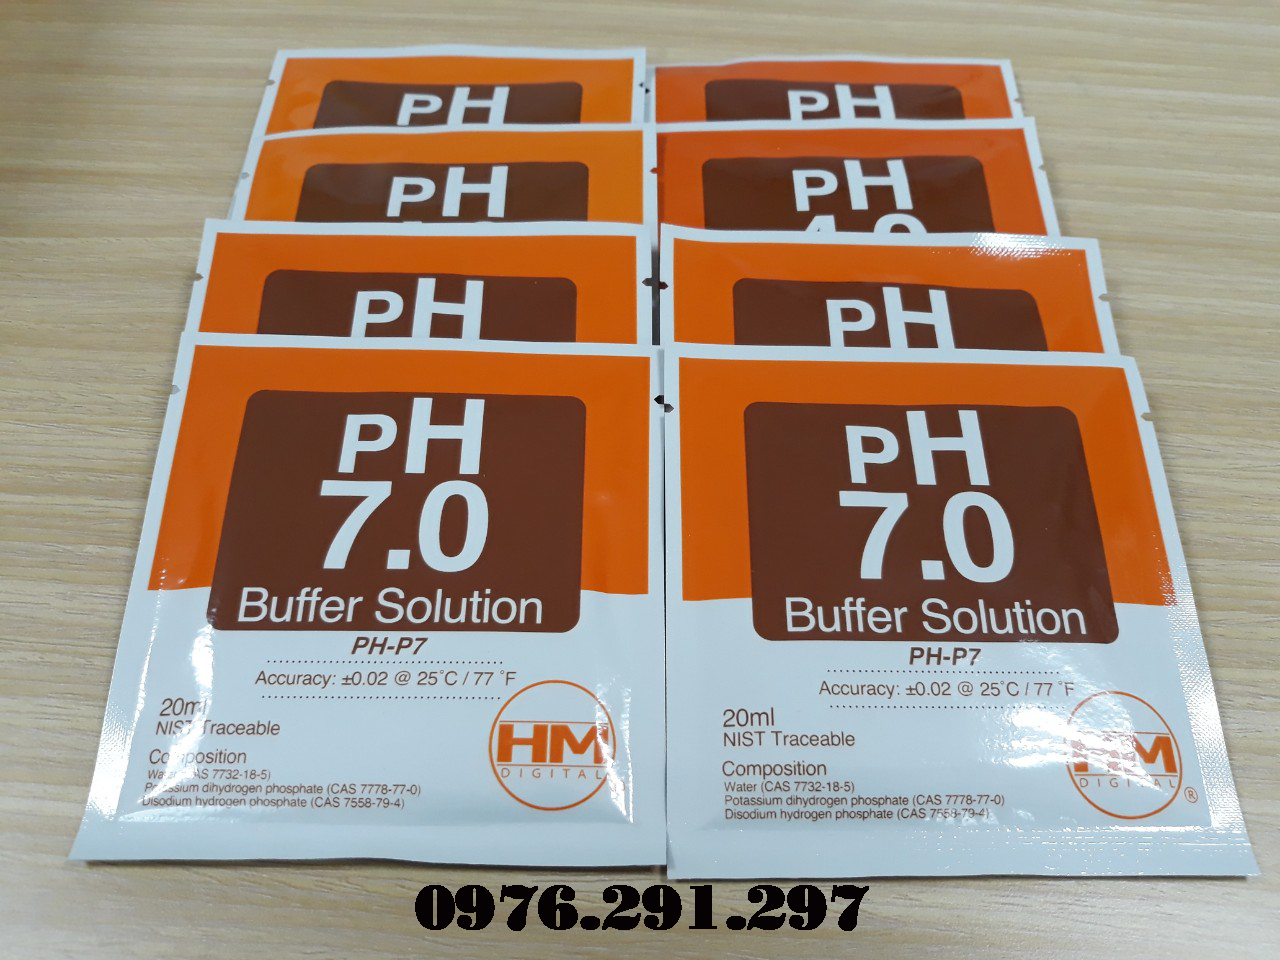 pH
pH
pH
pH
4.0
pH
pH
pH
7.0
Buffer Solution
PH-P7
Accuracy: ±0.02 @ 25°C / 77 °F
20ml
NIST Traceable
Composition
Water (CAS 7732-18-5)
Potassium dihydrogen phosphate (CAS 7778-77-0)
Disodium hydrogen phosphate (CAS 7558-79-4)
HM
DIGITAL
pH
7.0
Buffer Solution
PH-P7
Accuracy: ±0.02 @ 25°C / 77 °F
20ml
NIST Traceable
Composition
Water (CAS 7732-18-5)
Potassium dihydrogen phosphate (CAS 7778-77-0)
Disodium hydrogen phosphate (CAS 7558-79-4)
HM
DIGITAL
®
0976.291.297